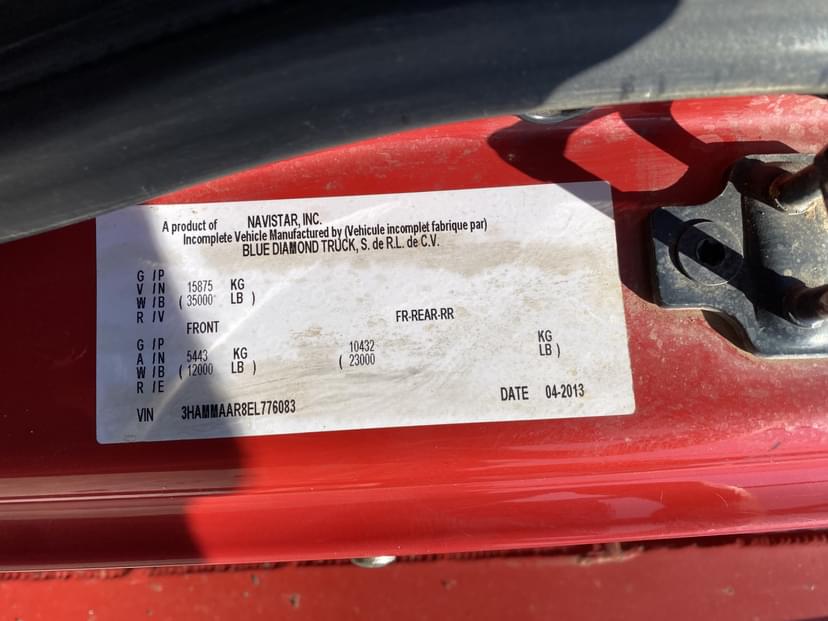 A product of NAVISTAR, INC.
Incomplete Vehicle Manufactured by (Vehicule incomplet fabrique par)
BLUE DIAMOND TRUCK, S. de R.L. de C.V.
G / P
V / N 15875 KG
W / B ( 35000 LB )
R / V
FRONT FR-REAR-RR
G / P
A / N 5443 KG 10432 KG
W / B ( 12000 LB ) ( 23000 LB )
R / E
VIN 3HAMMAAR8EL776083 DATE 04-2013